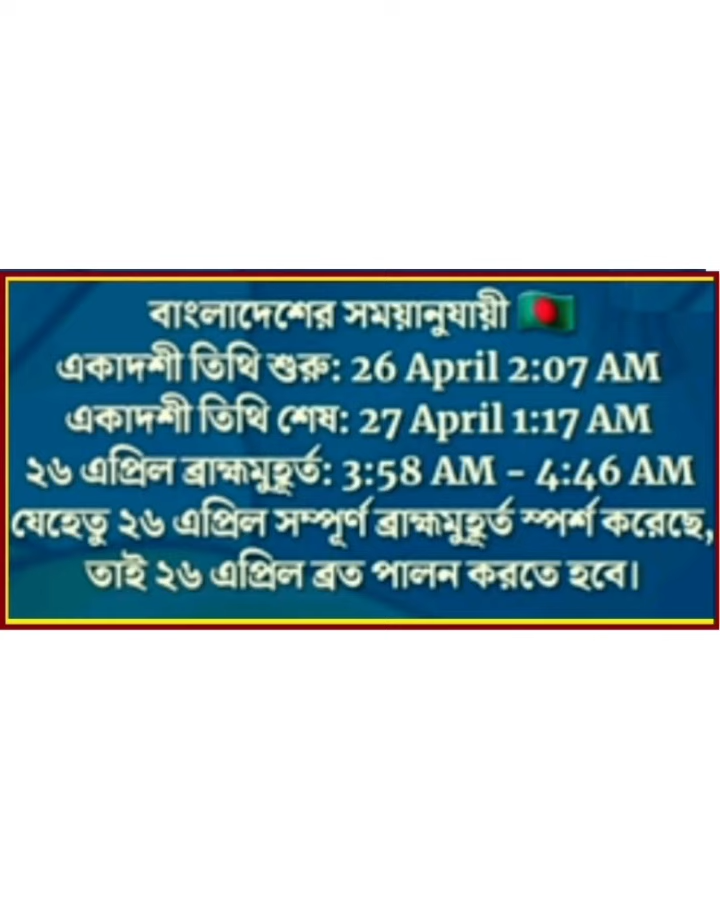 বাংলাদেশের সময়ানুযায়ী 🇧🇩
একাদশী তিথি শুরু: 26 April 2:07 AM
একাদশী তিথি শেষ: 27 April 1:17 AM
২৬ এপ্রিল ব্রাহ্মমুহূর্ত: 3:58 AM - 4:46 AM
যেহেতু ২৬ এপ্রিল সম্পূর্ণ ব্রাহ্মমুহূর্ত স্পর্শ করেছে,
তাই ২৬ এপ্রিল ব্রত পালন করতে হবে।